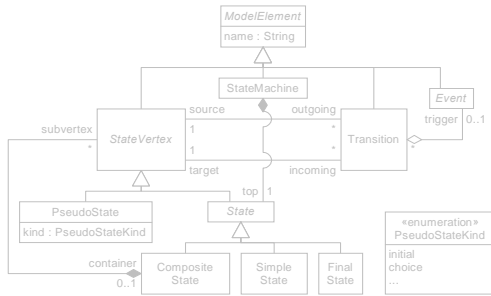 ModelElement
name : String
StateMachine
Event
source
outgoing
trigger
0..1
subvertex
*
StateVertex
1
*
Transition
*
1
*
target
incoming
PseudoState
kind : PseudoStateKind
top
1
State
«enumeration»
PseudoStateKind
initial
choice
...
container
0..1
Composite
State
Simple
State
Final
State